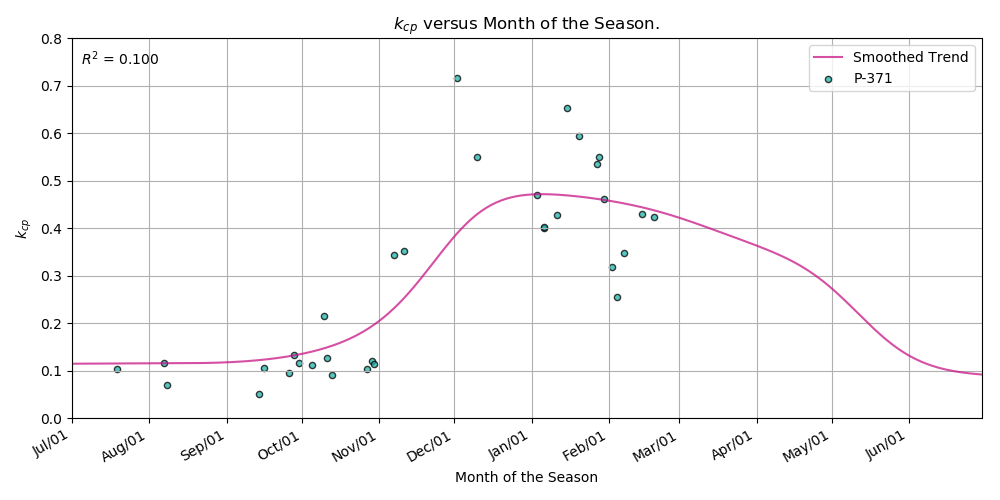 k_cp versus Month of the Season.
R² = 0.100
Smoothed Trend
P-371
k_cp
0.8
0.7
0.6
0.5
0.4
0.3
0.2
0.1
0.0
Jul/01 Aug/01 Sep/01 Oct/01 Nov/01 Dec/01 Jan/01 Feb/01 Mar/01 Apr/01 May/01 Jun/01
Month of the Season